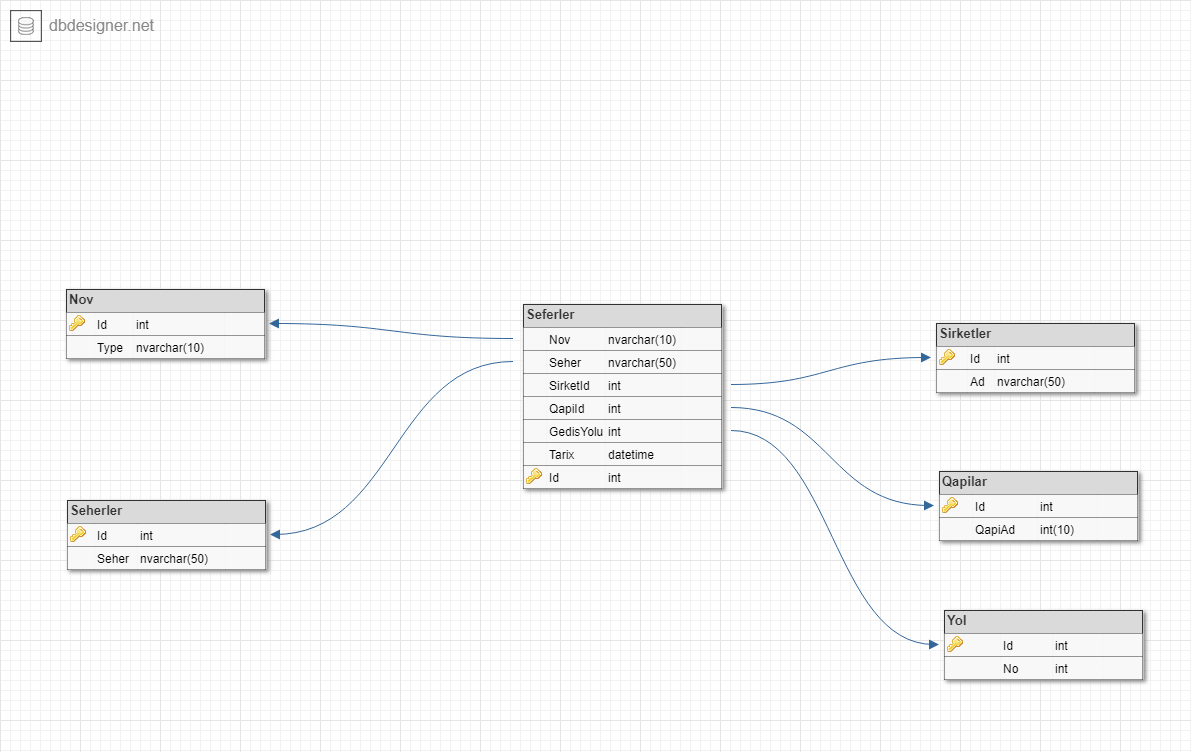 dbdesigner.net
Nov
Id int
Type nvarchar(10)
Seherler
Id int
Seher nvarchar(50)
Seferler
Nov nvarchar(10)
Seher nvarchar(50)
SirketId int
QapiId int
GedisYolu int
Tarix datetime
Id int
Sirketler
Id int
Ad nvarchar(50)
Qapilar
Id int
QapiAd int(10)
Yol
Id int
No int